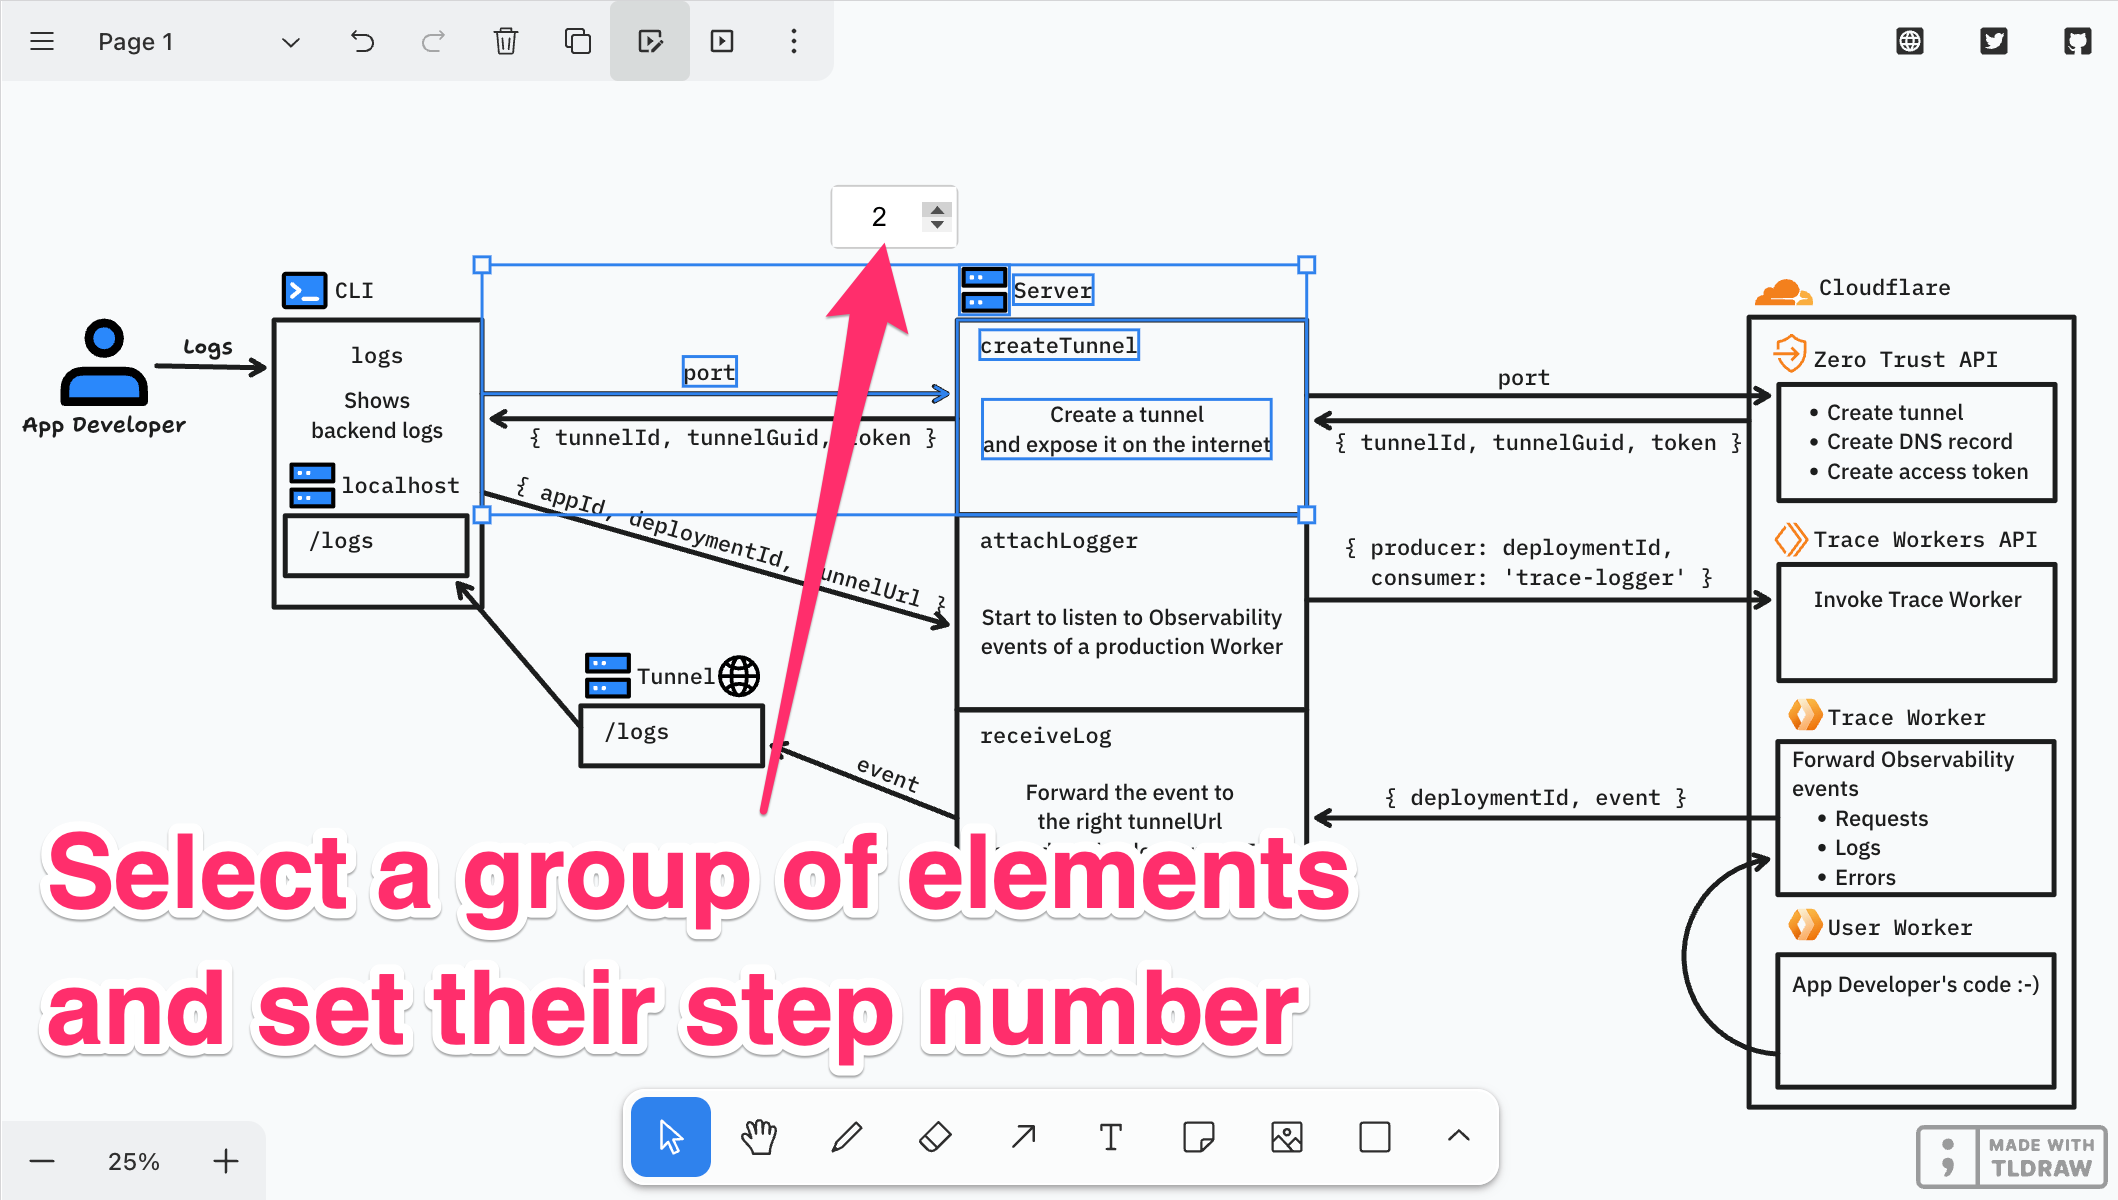 Page 1
2
CLI
Server
Cloudflare
Logs
App Developer
logs
Shows
backend logs
localhost
/logs
port
{ tunnelId, tunnelGuid, token }
{ appId, deploymentId, tunnelUrl }
createTunnel
Create a tunnel
and expose it on the internet
port
{ tunnelId, tunnelGuid, token }
Zero Trust API
• Create tunnel
• Create DNS record
• Create access token
attachLogger
Start to listen to Observability
events of a production Worker
{ producer: deploymentId,
consumer: 'trace-logger' }
Trace Workers API
Invoke Trace Worker
Tunnel
/logs
event
receiveLog
Forward the event to
the right tunnelUrl
{ deploymentId, event }
Trace Worker
Forward Observability
events
• Requests
• Logs
• Errors
User Worker
App Developer's code :-)
Select a group of elements
and set their step number
25%
T
MADE WITH
TLDRAW